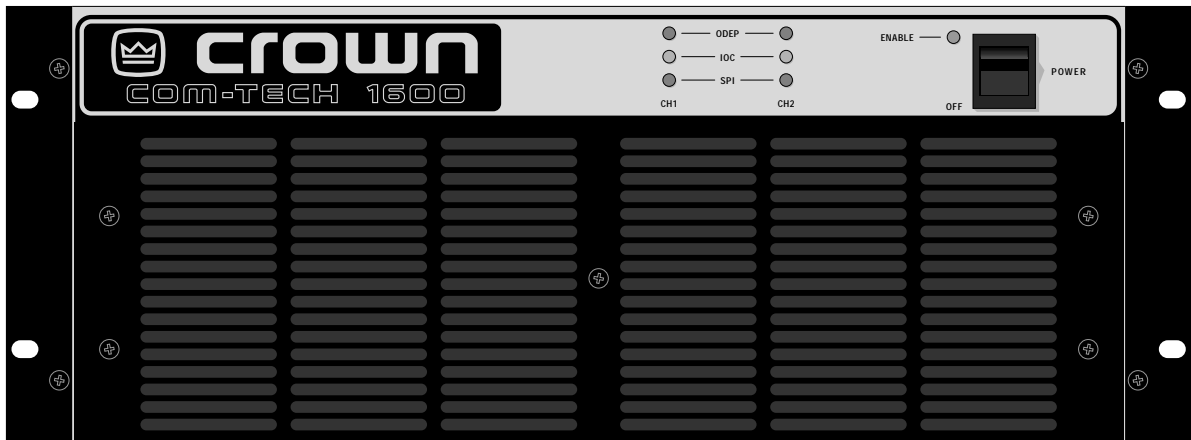 crown
COM-TECH 1600
ODEP
IOC
SPI
CH1 CH2
ENABLE
OFF
POWER